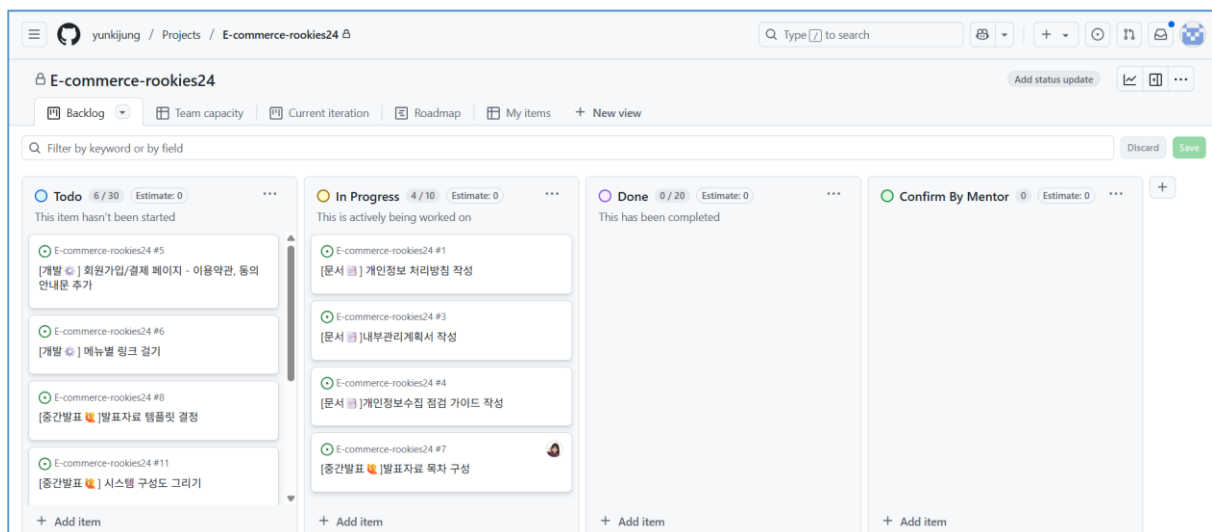 yunkijung / Projects / E-commerce-rookies24
Type / to search
E-commerce-rookies24
Add status update
Backlog
Team capacity
Current iteration
Roadmap
My items
+ New view
Filter by keyword or by field
Discard
Save
Todo 6 / 30 Estimate: 0
This item hasn't been started
E-commerce-rookies24 #5
[개발 ⚙️ ] 회원가입/결제 페이지 - 이용약관, 동의
안내문 추가
E-commerce-rookies24 #6
[개발 ⚙️ ] 메뉴별 링크 걸기
E-commerce-rookies24 #8
[중간발표 ]발표자료 템플릿 결정
E-commerce-rookies24 #11
[중간발표 ] 시스템 구성도 그리기
+ Add item
In Progress 4 / 10 Estimate: 0
This is actively being worked on
E-commerce-rookies24 #1
[문서 📑 ] 개인정보 처리방침 작성
E-commerce-rookies24 #3
[문서 📑 ]내부관리계획서 작성
E-commerce-rookies24 #4
[문서 📑 ]개인정보수집 점검 가이드 작성
E-commerce-rookies24 #7
[중간발표 ]발표자료 목차 구성
+ Add item
Done 0 / 20 Estimate: 0
This has been completed
+ Add item
Confirm By Mentor 0 Estimate: 0
+ Add item